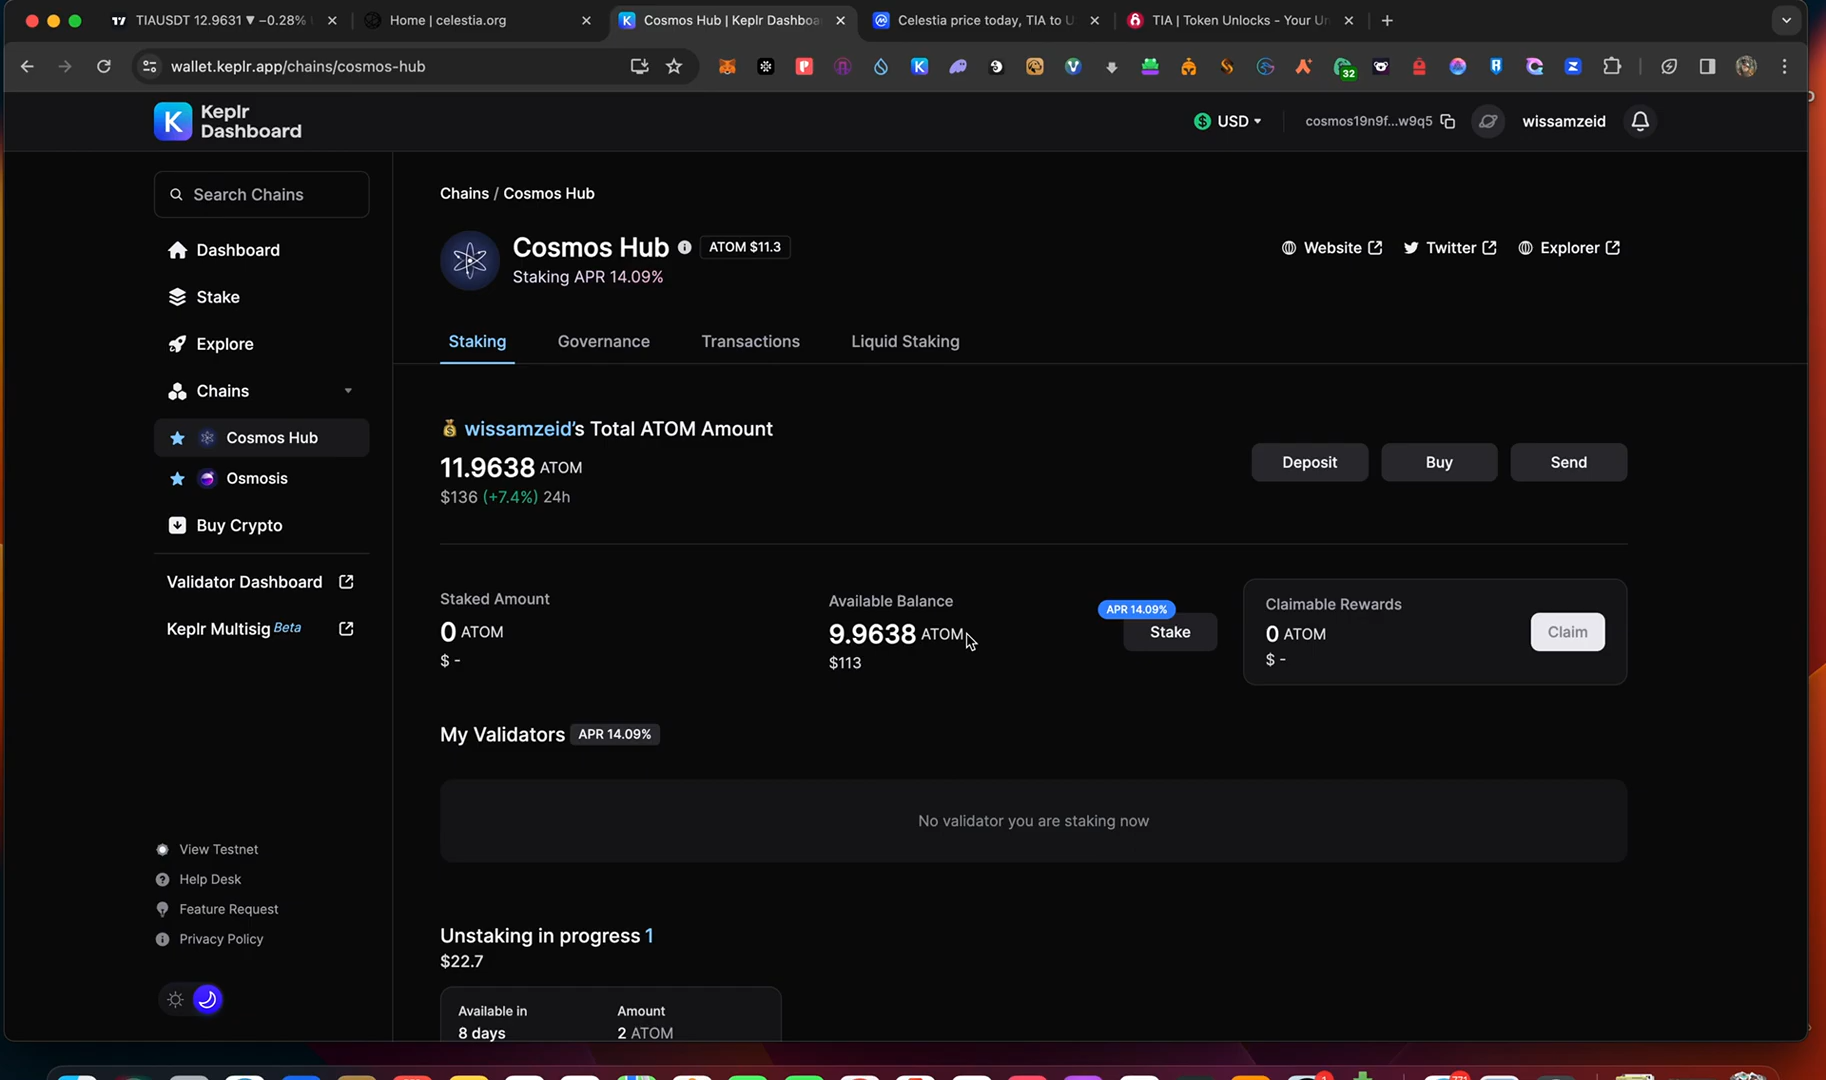 TIAUSDT 12.9631 ▼ −0.28%
Home | celestia.org
Cosmos Hub | Keplr Dashboa
Celestia price today, TIA to U
TIA | Token Unlocks - Your Un
wallet.keplr.app/chains/cosmos-hub
32
Keplr
Dashboard
USD
cosmos19n9f...w9q5
wissamzeid
Search Chains
Dashboard
Stake
Explore
Chains
Cosmos Hub
Osmosis
Buy Crypto
Validator Dashboard
Keplr Multisig Beta
View Testnet
Help Desk
Feature Request
Privacy Policy
Chains / Cosmos Hub
Cosmos Hub
ATOM $11.3
Staking APR 14.09%
Website
Twitter
Explorer
Staking
Governance
Transactions
Liquid Staking
wissamzeid's Total ATOM Amount
11.9638 ATOM
$136 (+7.4%) 24h
Deposit
Buy
Send
Staked Amount
0 ATOM
$ -
Available Balance
9.9638 ATOM
$113
APR 14.09%
Stake
Claimable Rewards
0 ATOM
$ -
Claim
My Validators APR 14.09%
No validator you are staking now
Unstaking in progress 1
$22.7
Available in
8 days
Amount
2 ATOM